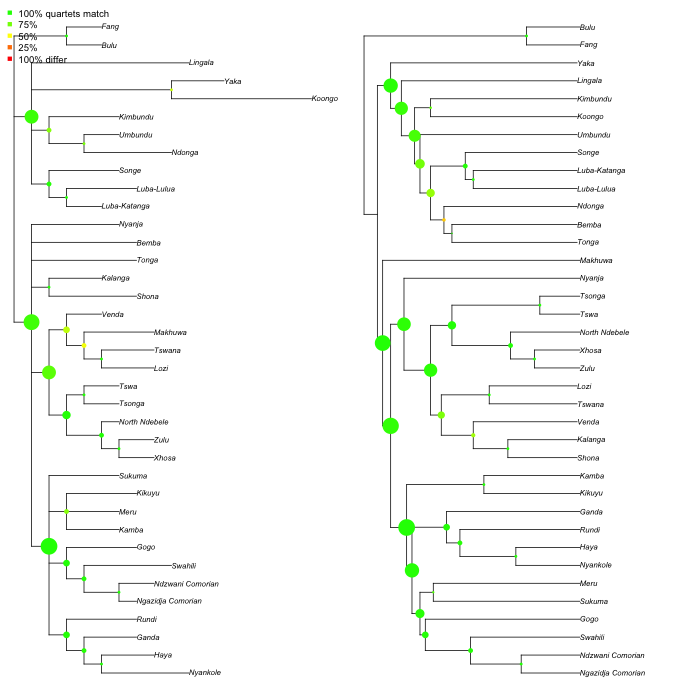 100% quartets match
75%
50%
25%
100% differ
Fang
Bulu
Lingala
Yaka
Koongo
Kimbundu
Umbundu
Ndonga
Songe
Luba-Lulua
Luba-Katanga
Nyanja
Bemba
Tonga
Kalanga
Shona
Venda
Makhuwa
Tswana
Lozi
Tswa
Tsonga
North Ndebele
Zulu
Xhosa
Sukuma
Kikuyu
Meru
Kamba
Gogo
Swahili
Ndzwani Comorian
Ngazidja Comorian
Rundi
Ganda
Haya
Nyankole
Bulu
Fang
Yaka
Lingala
Kimbundu
Koongo
Umbundu
Songe
Luba-Katanga
Luba-Lulua
Ndonga
Bemba
Tonga
Makhuwa
Nyanja
Tsonga
Tswa
North Ndebele
Xhosa
Zulu
Lozi
Tswana
Venda
Kalanga
Shona
Kamba
Kikuyu
Ganda
Rundi
Haya
Nyankole
Meru
Sukuma
Gogo
Swahili
Ndzwani Comorian
Ngazidja Comorian